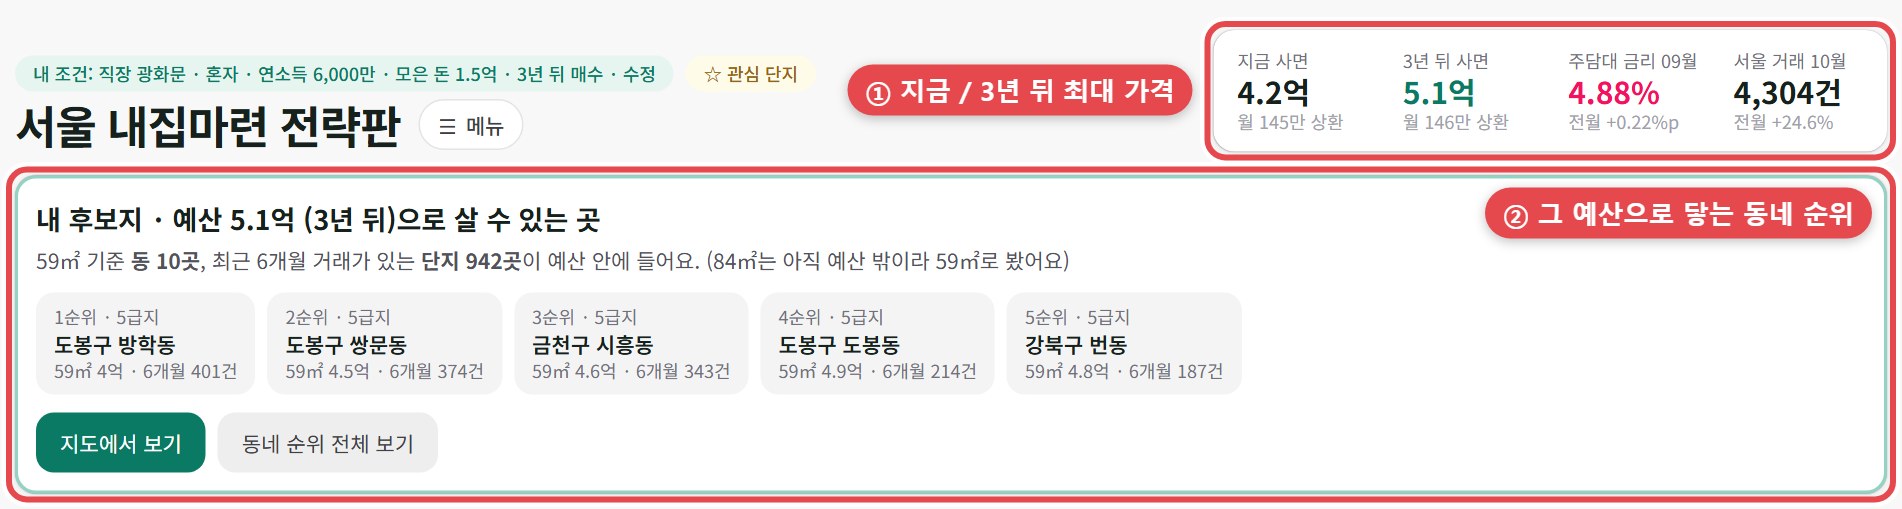 내 조건: 직장 광화문 · 혼자 · 연소득 6,000만 · 모은 돈 1.5억 · 3년 뒤 매수 · 수정
☆ 관심 단지
서울 내집마련 전략판
☰ 메뉴
① 지금 / 3년 뒤 최대 가격
지금 사면
4.2억
월 145만 상환
3년 뒤 사면
5.1억
월 146만 상환
주담대 금리 09월
4.88%
전월 +0.22%p
서울 거래 10월
4,304건
전월 +24.6%
내 후보지 · 예산 5.1억 (3년 뒤)으로 살 수 있는 곳
② 그 예산으로 닿는 동네 순위
59㎡ 기준 동 10곳, 최근 6개월 거래가 있는 단지 942곳이 예산 안에 들어요. (84㎡는 아직 예산 밖이라 59㎡로 봤어요)
1순위 · 5급지
도봉구 방학동
59㎡ 4억 · 6개월 401건
2순위 · 5급지
도봉구 쌍문동
59㎡ 4.5억 · 6개월 374건
3순위 · 5급지
금천구 시흥동
59㎡ 4.6억 · 6개월 343건
4순위 · 5급지
도봉구 도봉동
59㎡ 4.9억 · 6개월 214건
5순위 · 5급지
강북구 번동
59㎡ 4.8억 · 6개월 187건
지도에서 보기
동네 순위 전체 보기